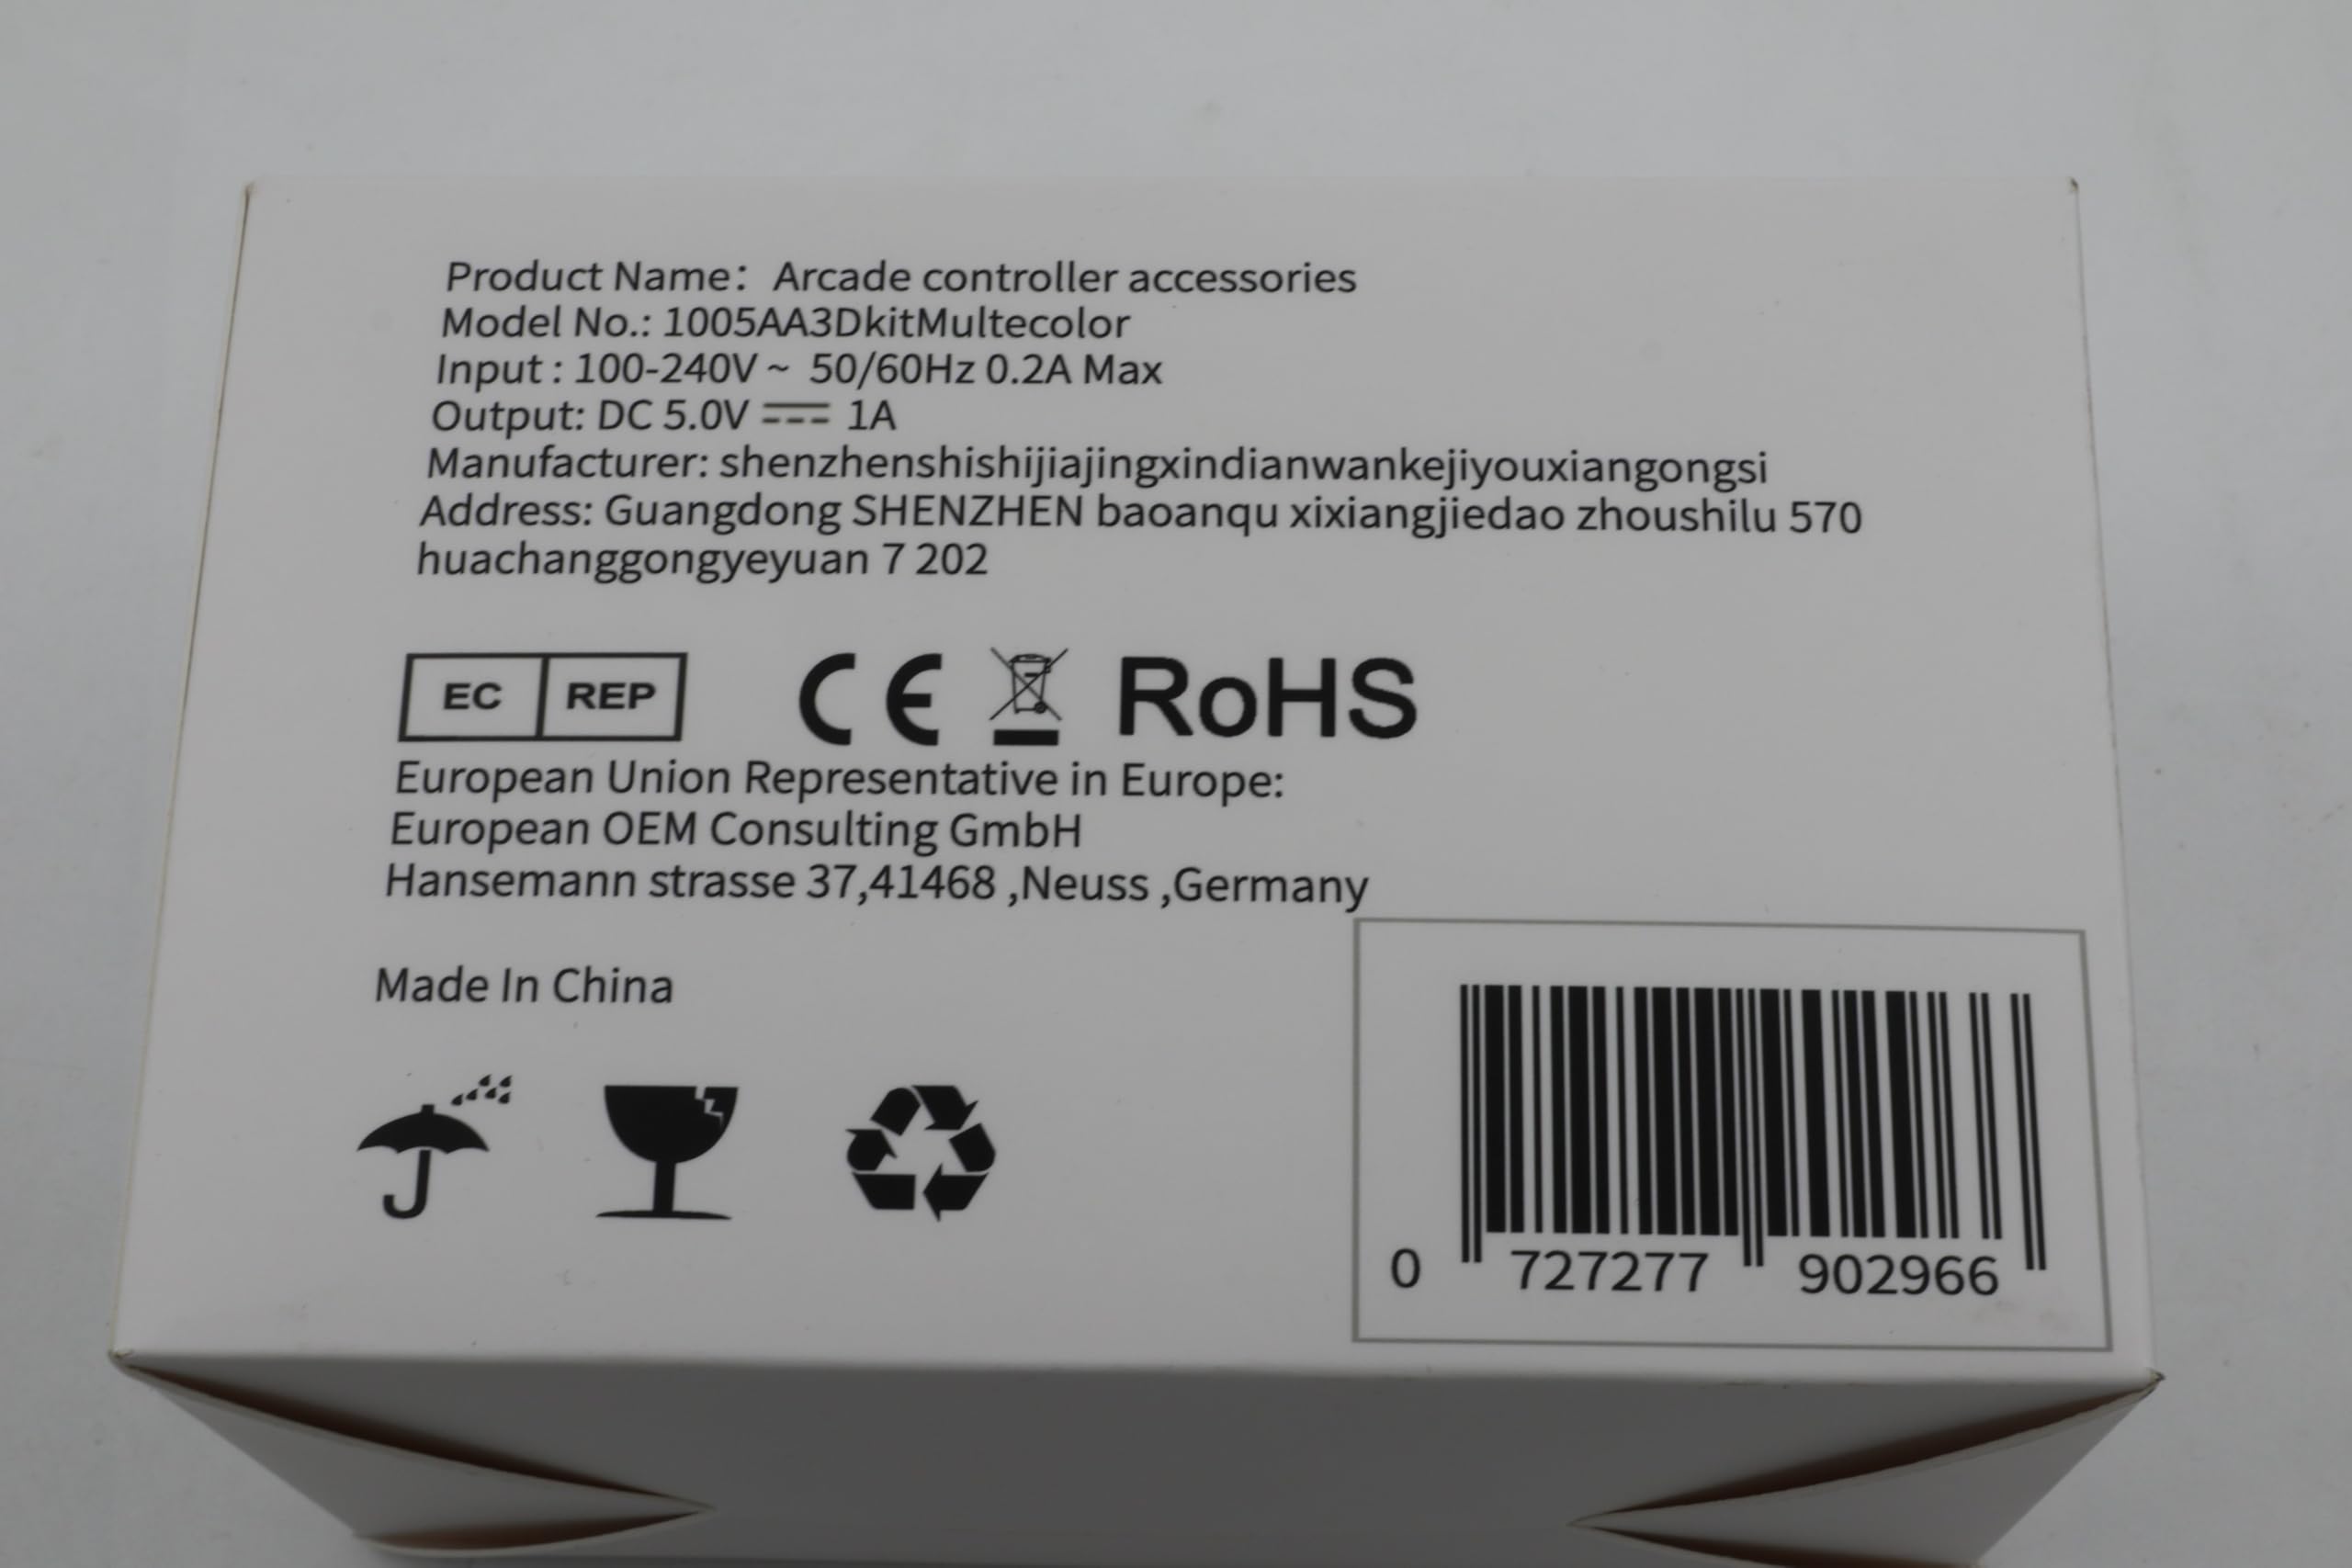 Product Name： Arcade controller accessories
Model No.: 1005AA3DkitMultecolor
Input : 100-240V ~ 50/60Hz 0.2A Max
Output: DC 5.0V ⎓ 1A
Manufacturer: shenzhenshishijiajingxindianwankejiyouxiangongsi
Address: Guangdong SHENZHEN baoanqu xixiangjiedao zhoushilu 570
huachanggongyeyuan 7 202
EC REP CE RoHS
European Union Representative in Europe:
European OEM Consulting GmbH
Hansemann strasse 37,41468 ,Neuss ,Germany
Made In China
0 727277 902966